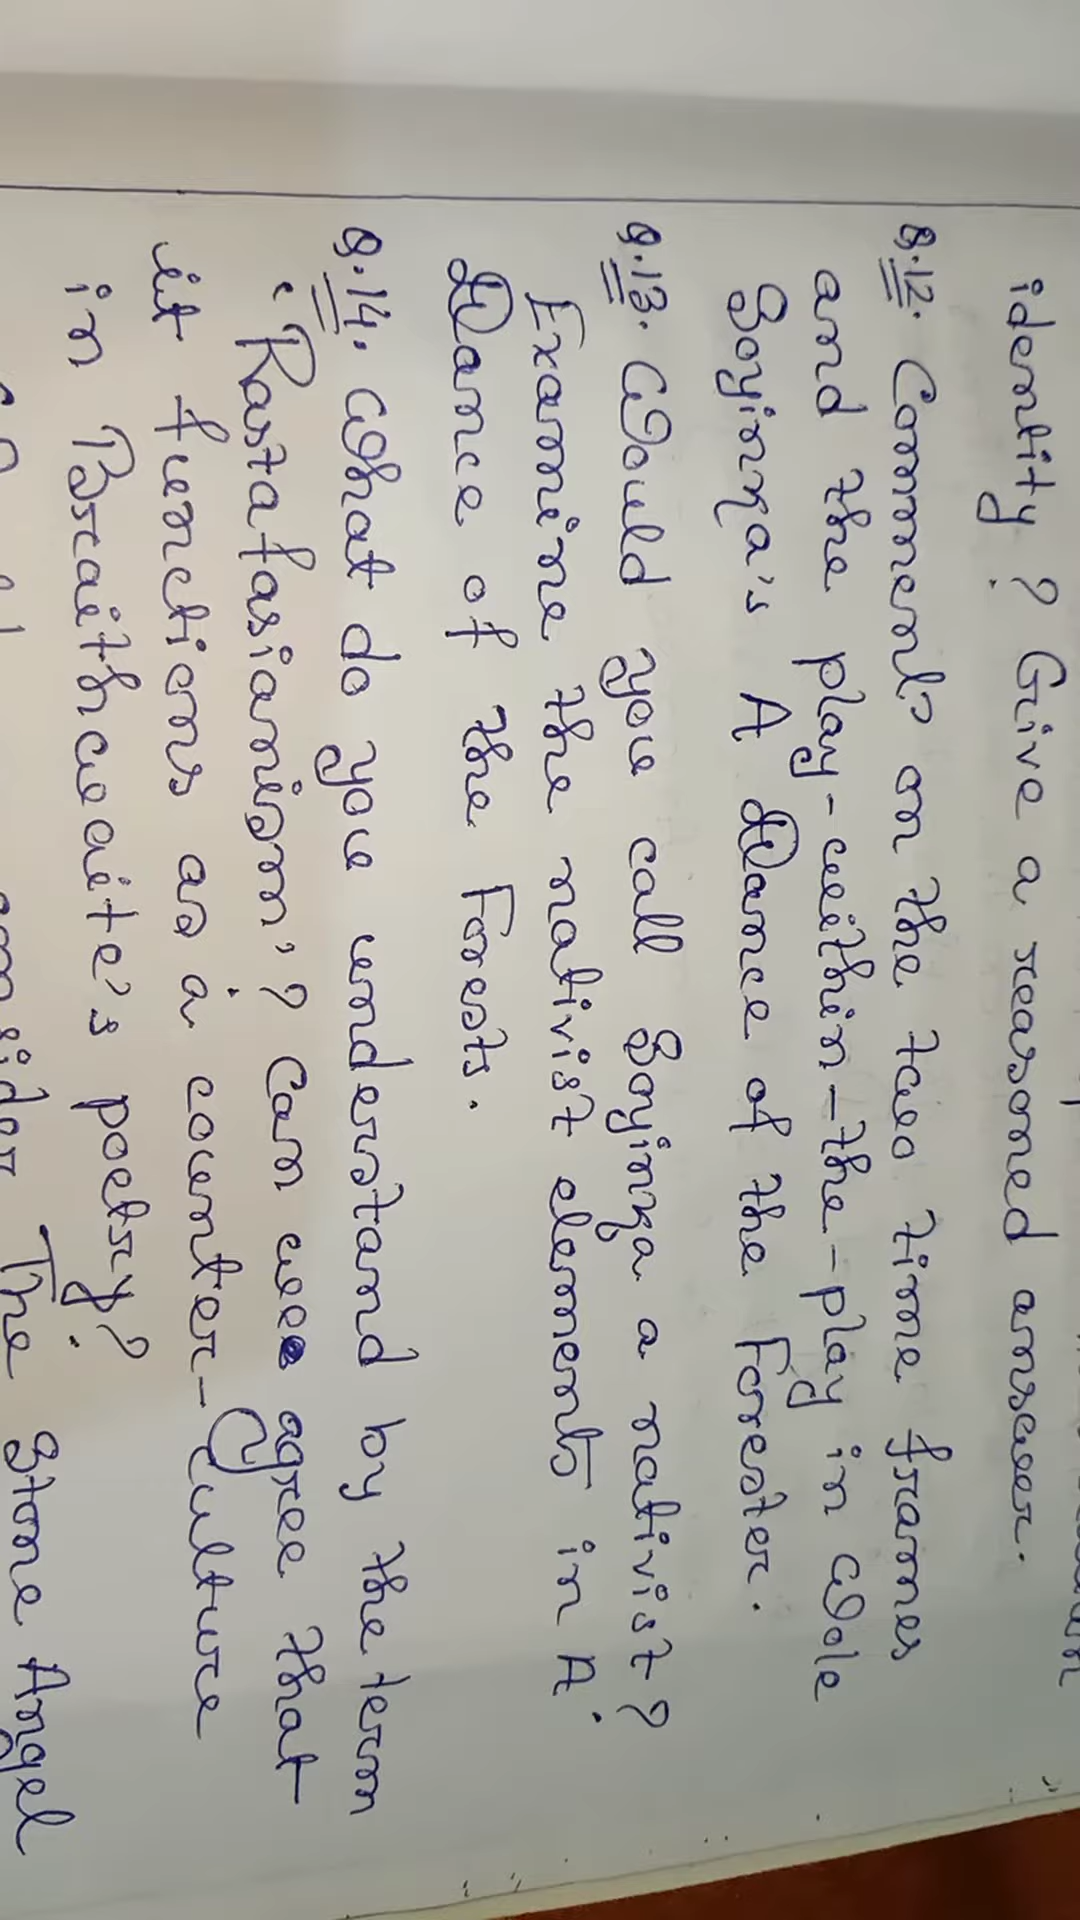 identity? Give a reasoned answer.
Q.12. Comment on the two time frames
and the play-within-the-play in Wole
Soyinka's A Dance of the Forester.
Q.13. Would you call Soyinka a nativist?
Examine the nativist elements in A
Dance of the Forests.
Q.14. What do you understand by the term
'Rastafasianism'? Can we agree that
it functions as a counter-Culture
in Braithwaite's poetry?
The Stone Angel